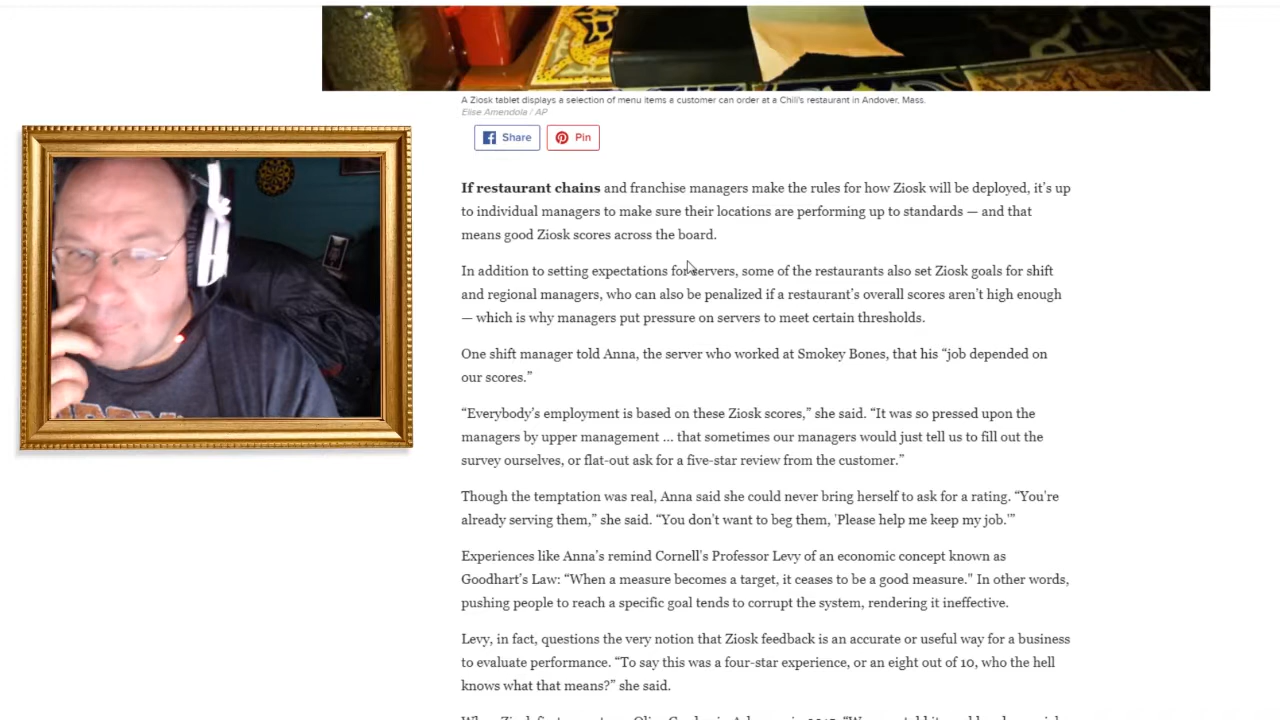 A Ziosk tablet displays a selection of menu items a customer can order at a Chili's restaurant in Andover, Mass.
Elise Amendola / AP
Share Pin
If restaurant chains and franchise managers make the rules for how Ziosk will be deployed, it's up
to individual managers to make sure their locations are performing up to standards — and that
means good Ziosk scores across the board.
In addition to setting expectations for servers, some of the restaurants also set Ziosk goals for shift
and regional managers, who can also be penalized if a restaurant's overall scores aren't high enough
— which is why managers put pressure on servers to meet certain thresholds.
One shift manager told Anna, the server who worked at Smokey Bones, that his “job depended on
our scores.”
“Everybody's employment is based on these Ziosk scores,” she said. “It was so pressed upon the
managers by upper management ... that sometimes our managers would just tell us to fill out the
survey ourselves, or flat-out ask for a five-star review from the customer.”
Though the temptation was real, Anna said she could never bring herself to ask for a rating. “You're
already serving them,” she said. “You don't want to beg them, 'Please help me keep my job.'”
Experiences like Anna's remind Cornell's Professor Levy of an economic concept known as
Goodhart's Law: “When a measure becomes a target, it ceases to be a good measure." In other words,
pushing people to reach a specific goal tends to corrupt the system, rendering it ineffective.
Levy, in fact, questions the very notion that Ziosk feedback is an accurate or useful way for a business
to evaluate performance. “To say this was a four-star experience, or an eight out of 10, who the hell
knows what that means?” she said.